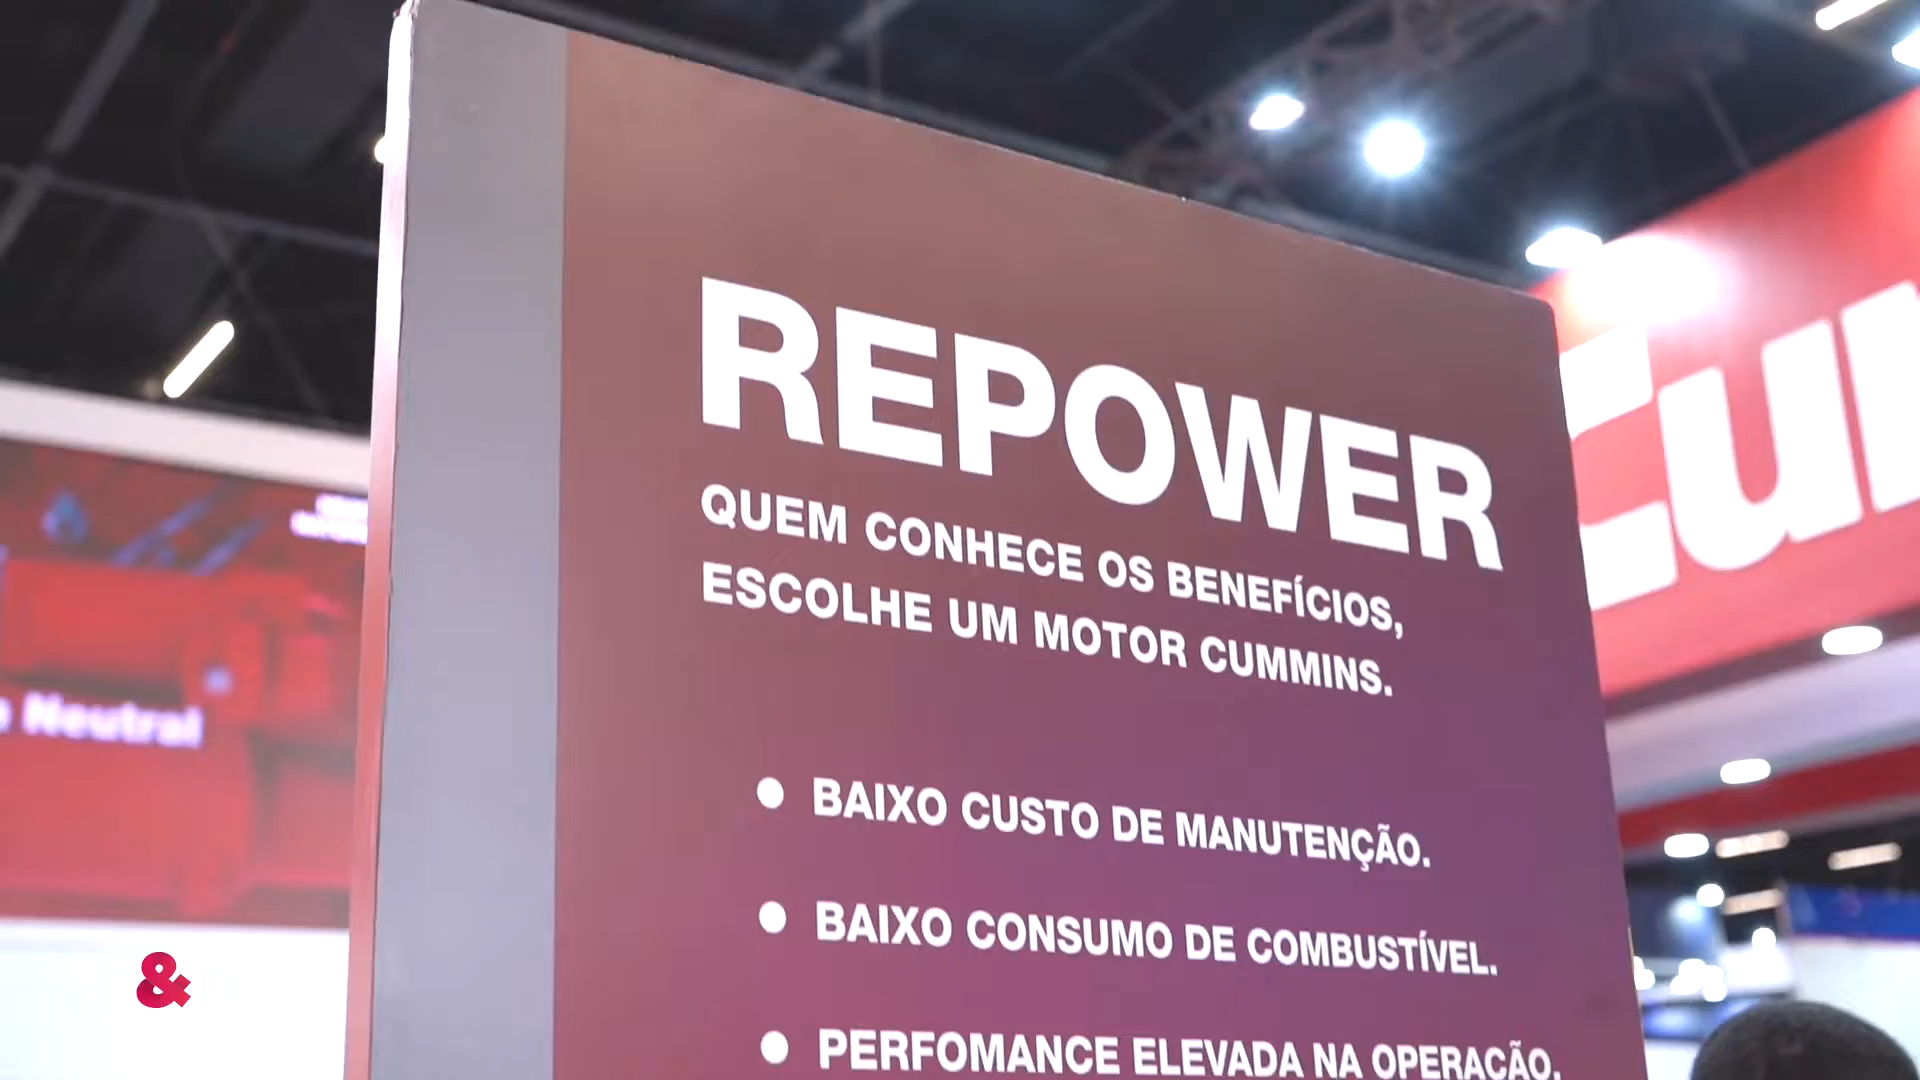 REPOWER
QUEM CONHECE OS BENEFÍCIOS,
ESCOLHE UM MOTOR CUMMINS.
● BAIXO CUSTO DE MANUTENÇÃO.
● BAIXO CONSUMO DE COMBUSTÍVEL.
● PERFOMANCE ELEVADA NA OPERAÇÃO.
Cu
Neutral
&